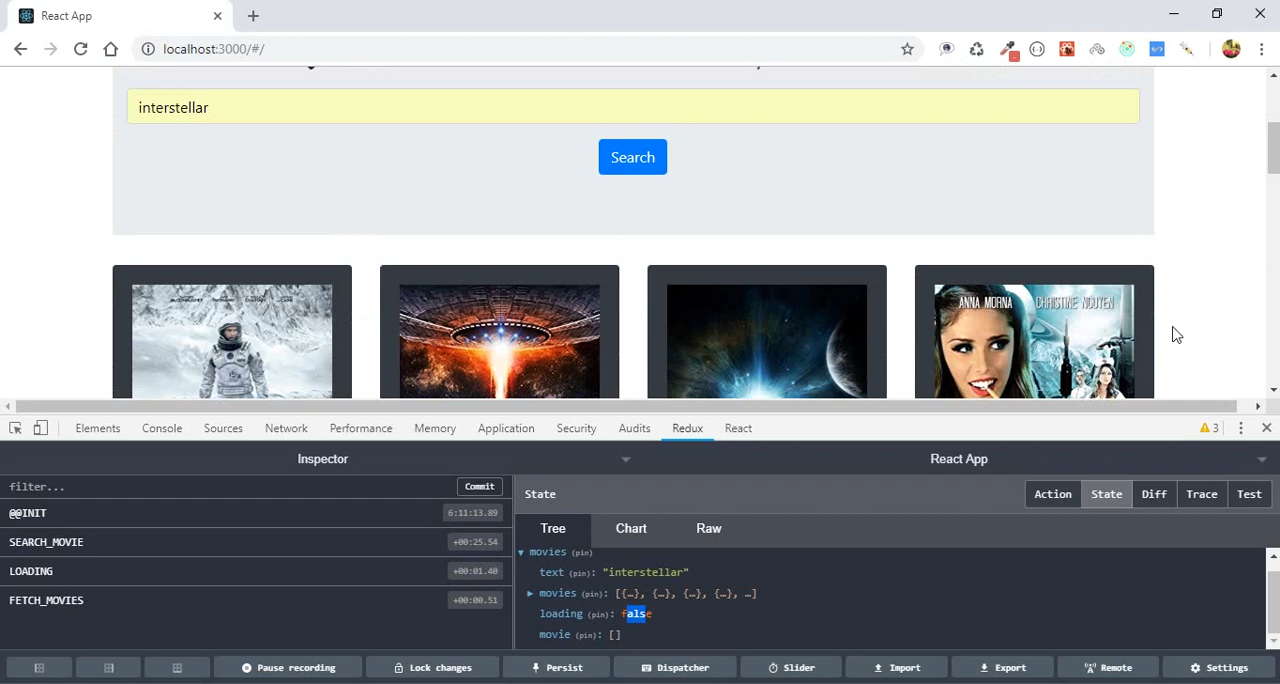 React App
localhost:3000/#/
interstellar
Search
ANNA MORNA CHRISTINE NGUYEN
Elements Console Sources Network Performance Memory Application Security Audits Redux React 3
Inspector React App
filter... Commit
State Action State Diff Trace Test
@@INIT 6:11:13.89
Tree Chart Raw
SEARCH_MOVIE +00:25.54
LOADING +00:01.40
FETCH_MOVIES +00:00.51
movies (pin)
text (pin): "interstellar"
movies (pin): [{…}, {…}, {…}, {…}, …]
loading (pin): false
movie (pin): []
Pause recording Lock changes Persist Dispatcher Slider Import Export Remote Settings